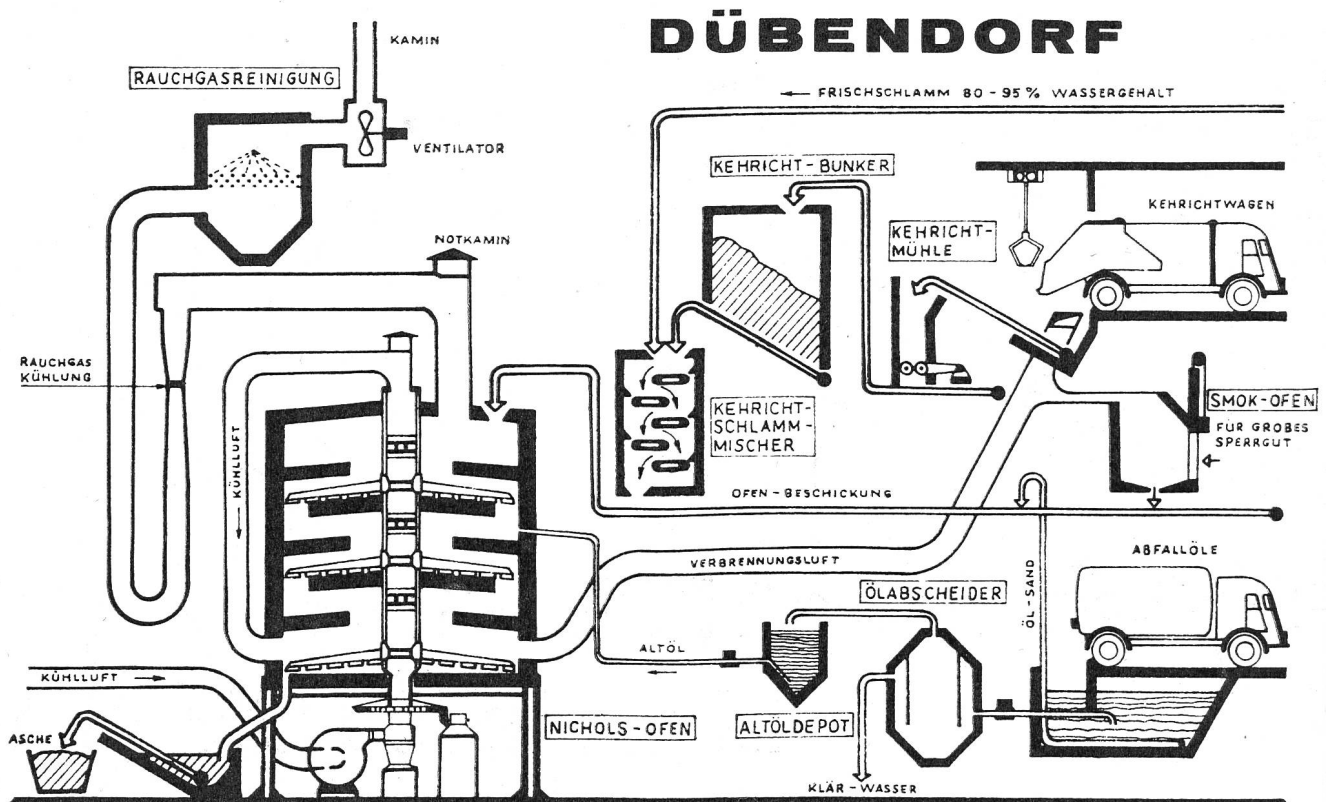 DÜBENDORF
KAMIN
RAUCHGASREINIGUNG
← FRISCHSCHLAMM 80 - 95 % WASSERGEHALT
VENTILATOR
KEHRICHT - BUNKER
KEHRICHTWAGEN
KEHRICHT-
MÜHLE
NOTKAMIN
RAUCHGAS
KÜHLUNG
KÜHLLUFT
KEHRICHT-
SCHLAMM-
MISCHER
SMOK-OFEN
FÜR GROBES
SPERRGUT
OFEN - BESCHICKUNG
VERBRENNUNGSLUFT
ABFALLÖLE
ÖLABSCHEIDER
ÖL - SAND
ALTÖL
KÜHLLUFT
NICHOLS - OFEN
ALTÖLDEPOT
ASCHE
KLÄR - WASSER